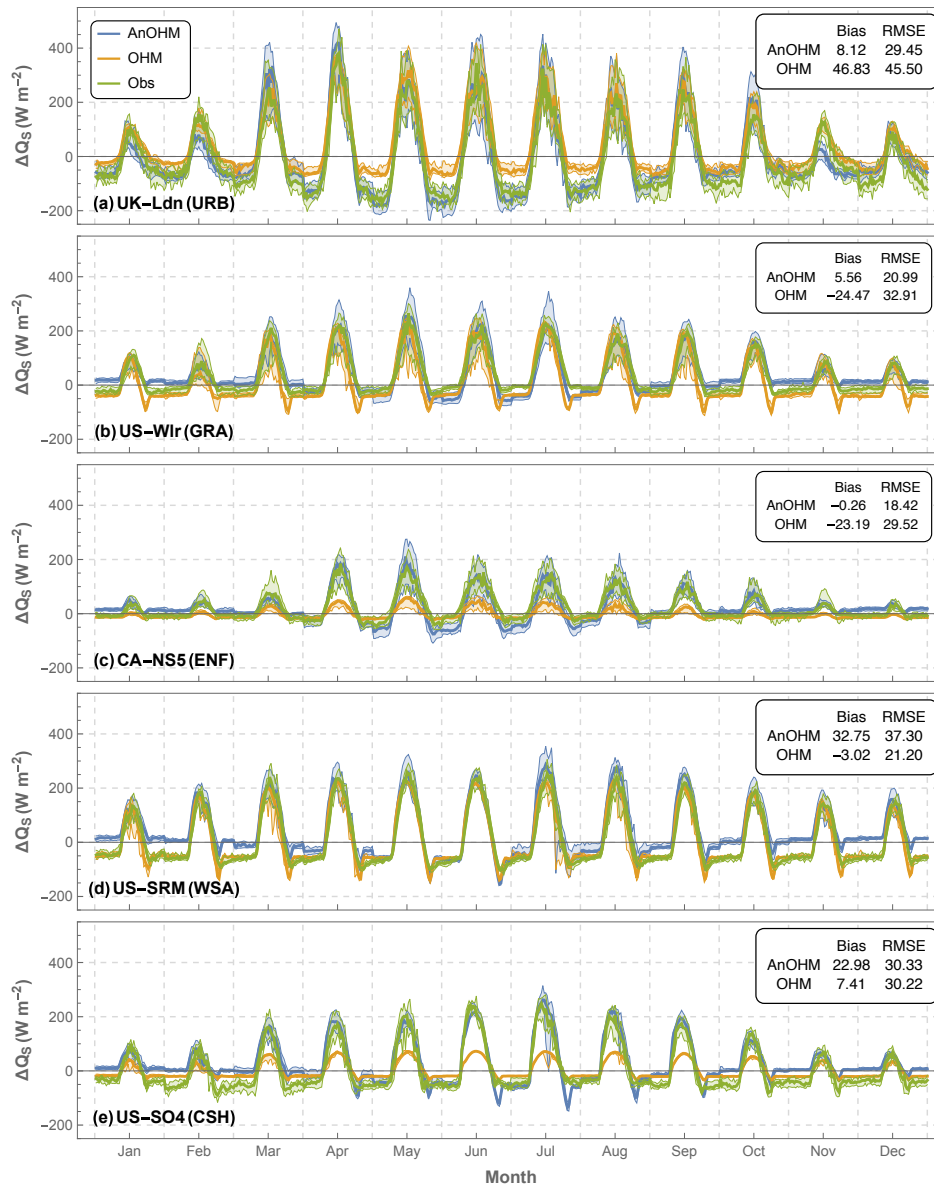 AnOHM
OHM
Obs
Bias RMSE
AnOHM 8.12 29.45
OHM 46.83 45.50
400
200
0
−200
ΔQS (W m−2)
(a) UK−Ldn (URB)
Bias RMSE
AnOHM 5.56 20.99
OHM −24.47 32.91
400
200
0
−200
ΔQS (W m−2)
(b) US−Wlr (GRA)
Bias RMSE
AnOHM −0.26 18.42
OHM −23.19 29.52
400
200
0
−200
ΔQS (W m−2)
(c) CA−NS5 (ENF)
Bias RMSE
AnOHM 32.75 37.30
OHM −3.02 21.20
400
200
0
−200
ΔQS (W m−2)
(d) US−SRM (WSA)
Bias RMSE
AnOHM 22.98 30.33
OHM 7.41 30.22
400
200
0
−200
ΔQS (W m−2)
(e) US−SO4 (CSH)
Jan Feb Mar Apr May Jun Jul Aug Sep Oct Nov Dec
Month